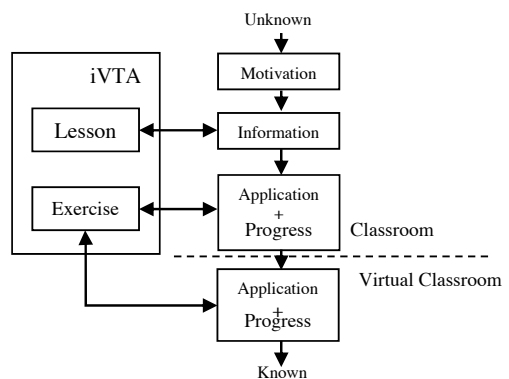 Unknown
iVTA
Motivation
Lesson
Information
Exercise
Application
+
Progress
Classroom
Virtual Classroom
Application
+
Progress
Known